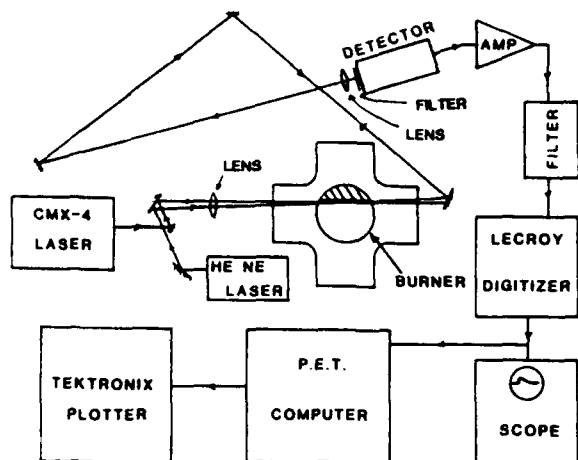 DETECTOR
AMP
FILTER
LENS
FILTER
LENS
CMX-4
LASER
HE NE
LASER
BURNER
LECROY
DIGITIZER
TEKTRONIX
PLOTTER
P.E.T.
COMPUTER
SCOPE